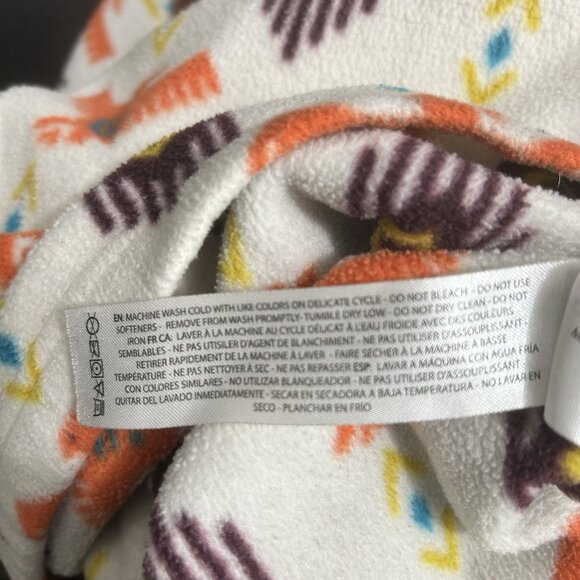 EN: MACHINE WASH COLD WITH LIKE COLORS ON DELICATE CYCLE - DO NOT BLEACH - DO NOT USE
SOFTENERS - REMOVE FROM WASH PROMPTLY- TUMBLE DRY LOW - DO NOT DRY CLEAN - DO NOT
IRON FR CA: LAVER À LA MACHINE AU CYCLE DÉLICAT À L'EAU FROIDE AVEC DES COULEURS
SEMBLABLES - NE PAS UTILISER D'AGENT DE BLANCHIMENT - NE PAS UTILISER D'ASSOUPLISSANT -
RETIRER RAPIDEMENT DE LA MACHINE À LAVER - FAIRE SÉCHER À LA MACHINE À BASSE
TEMPÉRATURE - NE PAS NETTOYER À SEC - NE PAS REPASSER ESP: LAVAR A MÁQUINA CON AGUA FRÍA
CON COLORES SIMILARES - NO UTILIZAR BLANQUEADOR - NE PAS UTILISER D'ASSOUPLISSANT -
QUITAR DEL LAVADO INMEDIATAMENTE - SECAR EN SECADORA A BAJA TEMPERATURA - NO LAVAR EN
SECO - PLANCHAR EN FRÍO